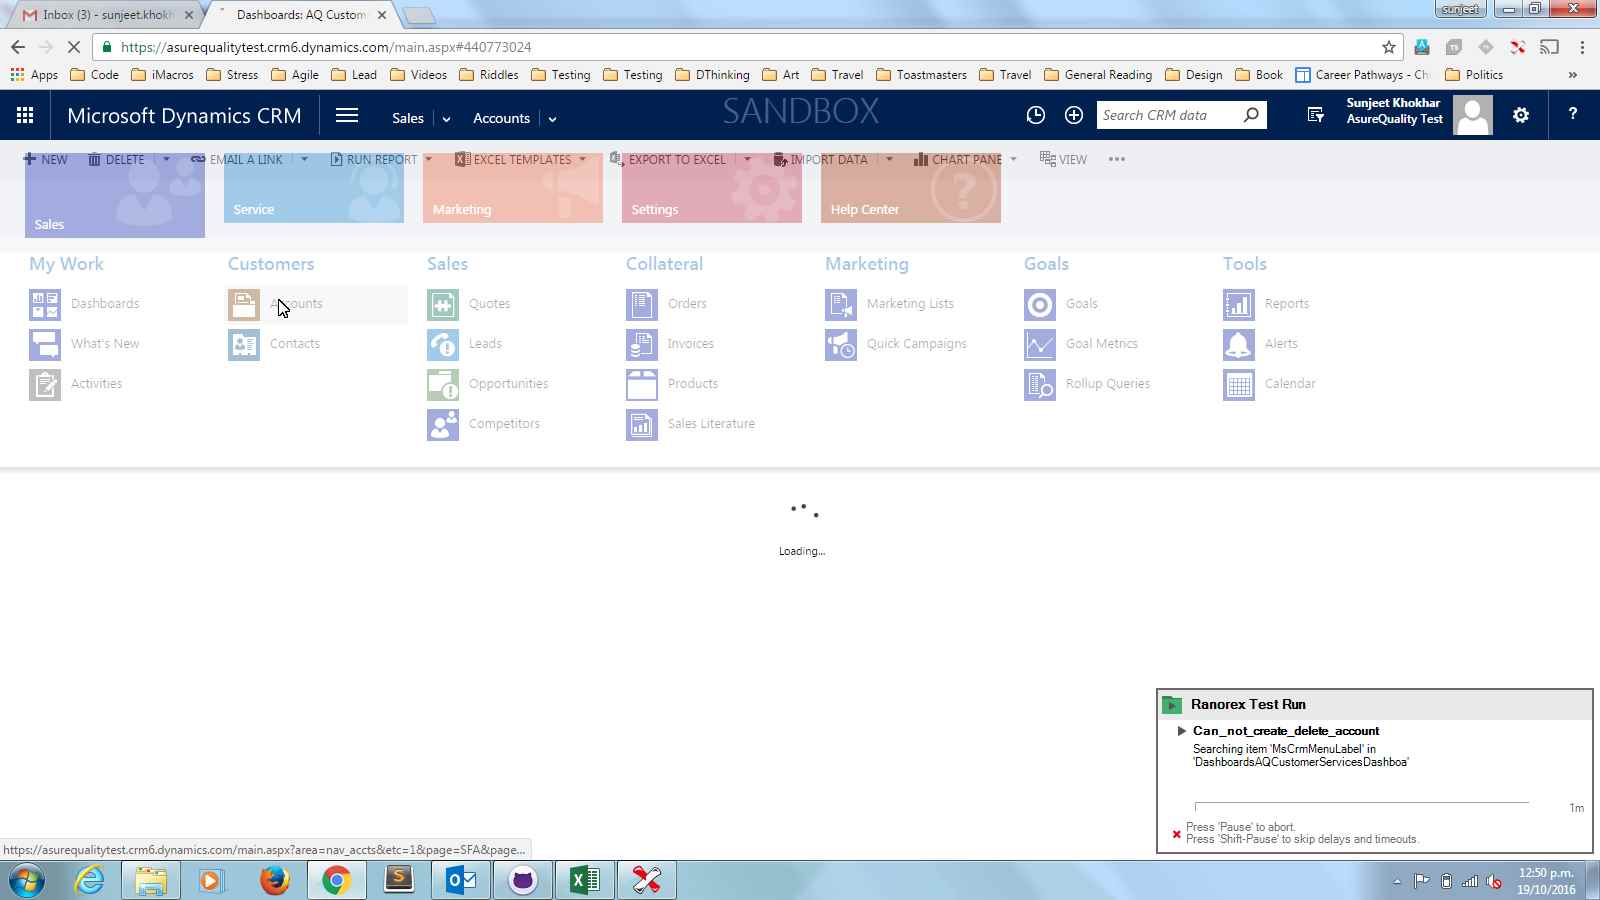 Inbox (3) - sunjeet.khokh
Dashboards: AQ Custom
sunjeet
https://asurequalitytest.crm6.dynamics.com/main.aspx#440773024
Apps Code iMacros Stress Agile Lead Videos Riddles Testing Testing DThinking Art Travel Toastmasters Travel General Reading Design Book Career Pathways - Ch Politics »
Microsoft Dynamics CRM Sales Accounts SANDBOX Search CRM data Sunjeet Khokhar ?
AsureQuality Test
NEW DELETE EMAIL A LINK RUN REPORT EXCEL TEMPLATES EXPORT TO EXCEL IMPORT DATA CHART PANE VIEW
Sales Service Marketing Settings Help Center
My Work Customers Sales Collateral Marketing Goals Tools
Dashboards Accounts Quotes Orders Marketing Lists Goals Reports
What's New Contacts Leads Invoices Quick Campaigns Goal Metrics Alerts
Activities Opportunities Products Rollup Queries Calendar
Competitors Sales Literature
Loading...
Ranorex Test Run
Can_not_create_delete_account
Searching item 'MsCrmMenuLabel' in
'DashboardsAQCustomerServicesDashboa'
1m
Press 'Pause' to abort.
Press 'Shift-Pause' to skip delays and timeouts.
https://asurequalitytest.crm6.dynamics.com/main.aspx?area=nav_accts&etc=1&page=SFA&page...
12:50 p.m.
19/10/2016